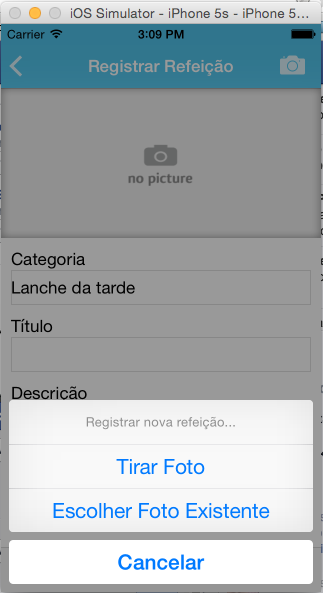 iOS Simulator - iPhone 5s - iPhone 5...
Carrier 3:09 PM
Registrar Refeição
no picture
Categoria
Lanche da tarde
Título
Descrição
Registrar nova refeição...
Tirar Foto
Escolher Foto Existente
Cancelar